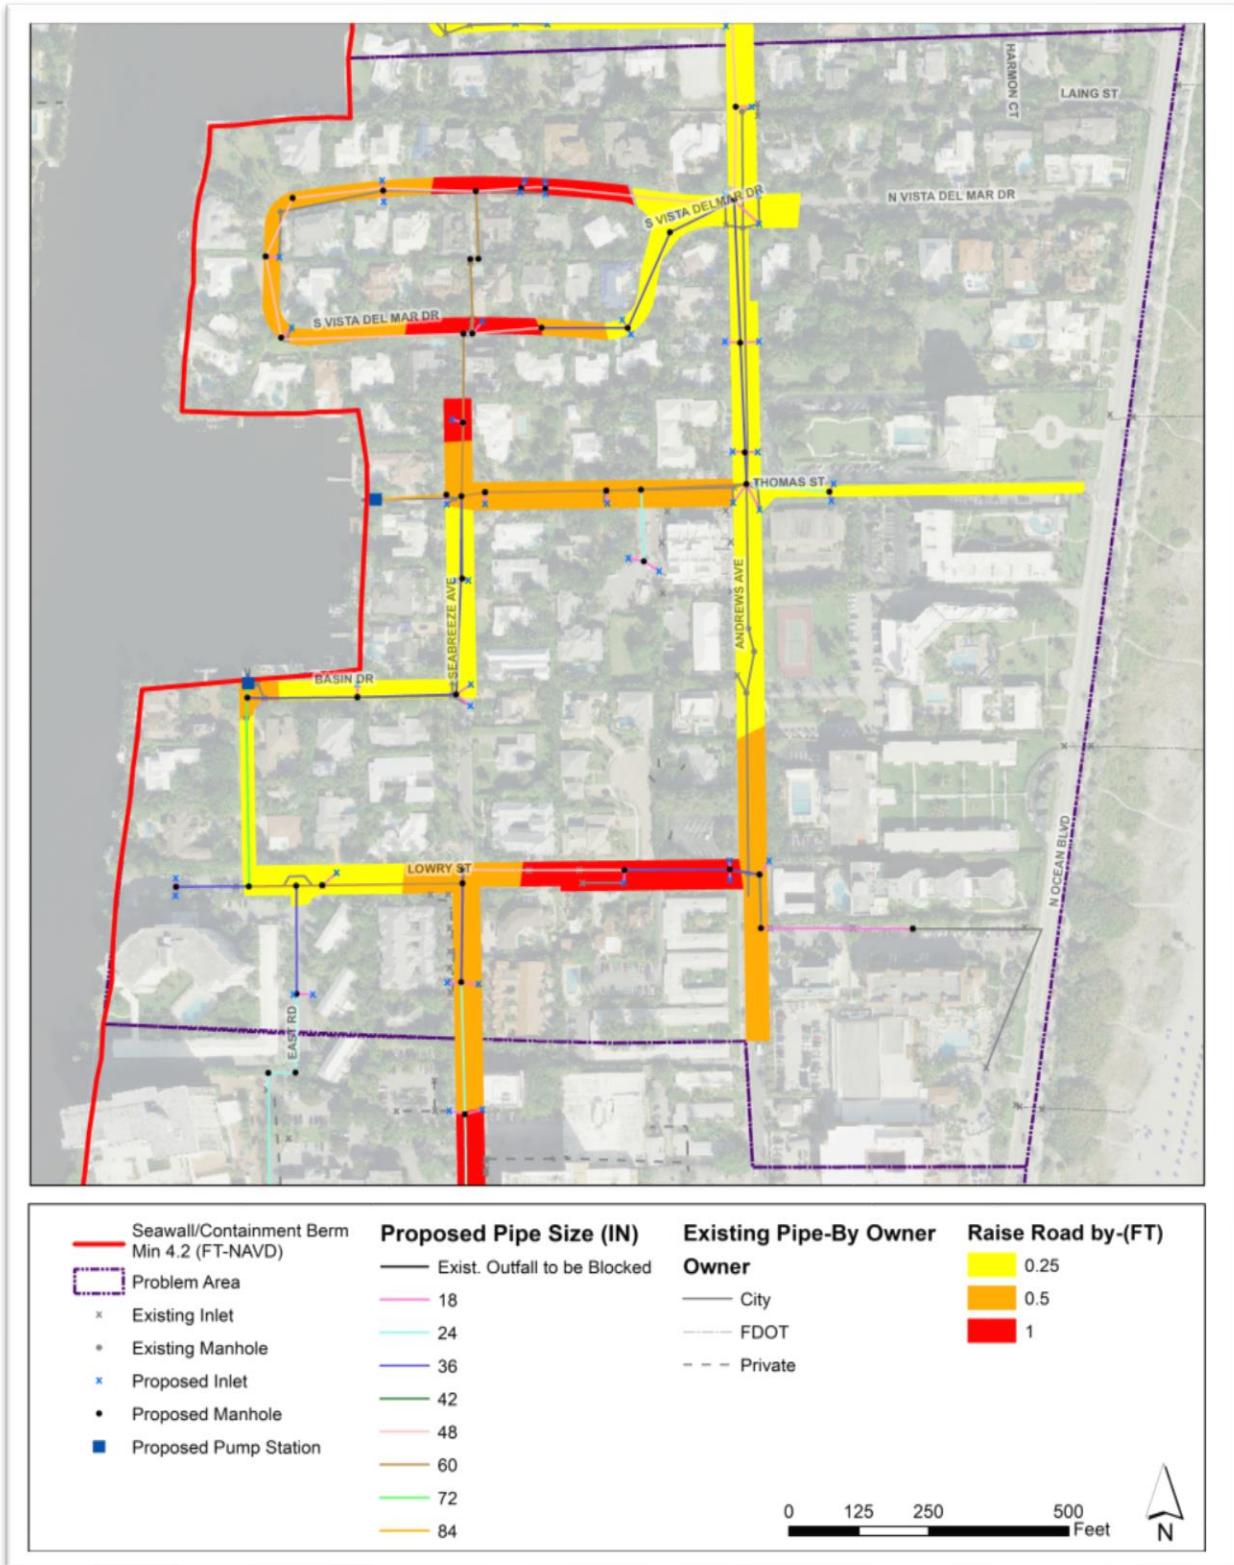 HARMON CT
LAING ST
N VISTA DEL MAR DR
S VISTA DELMAR DR
S VISTA DEL MAR DR
THOMAS ST
ANDREWS AVE
SEABREEZE AVE
BASIN DR
LOWRY ST
N OCEAN BLVD
EAST RD
Seawall/Containment Berm
Min 4.2 (FT-NAVD)
Problem Area
Existing Inlet
Existing Manhole
Proposed Inlet
Proposed Manhole
Proposed Pump Station
Proposed Pipe Size (IN)
Exist. Outfall to be Blocked
18
24
36
42
48
60
72
84
Existing Pipe-By Owner
Owner
City
FDOT
Private
Raise Road by-(FT)
0.25
0.5
1
0 125 250 500
Feet
N